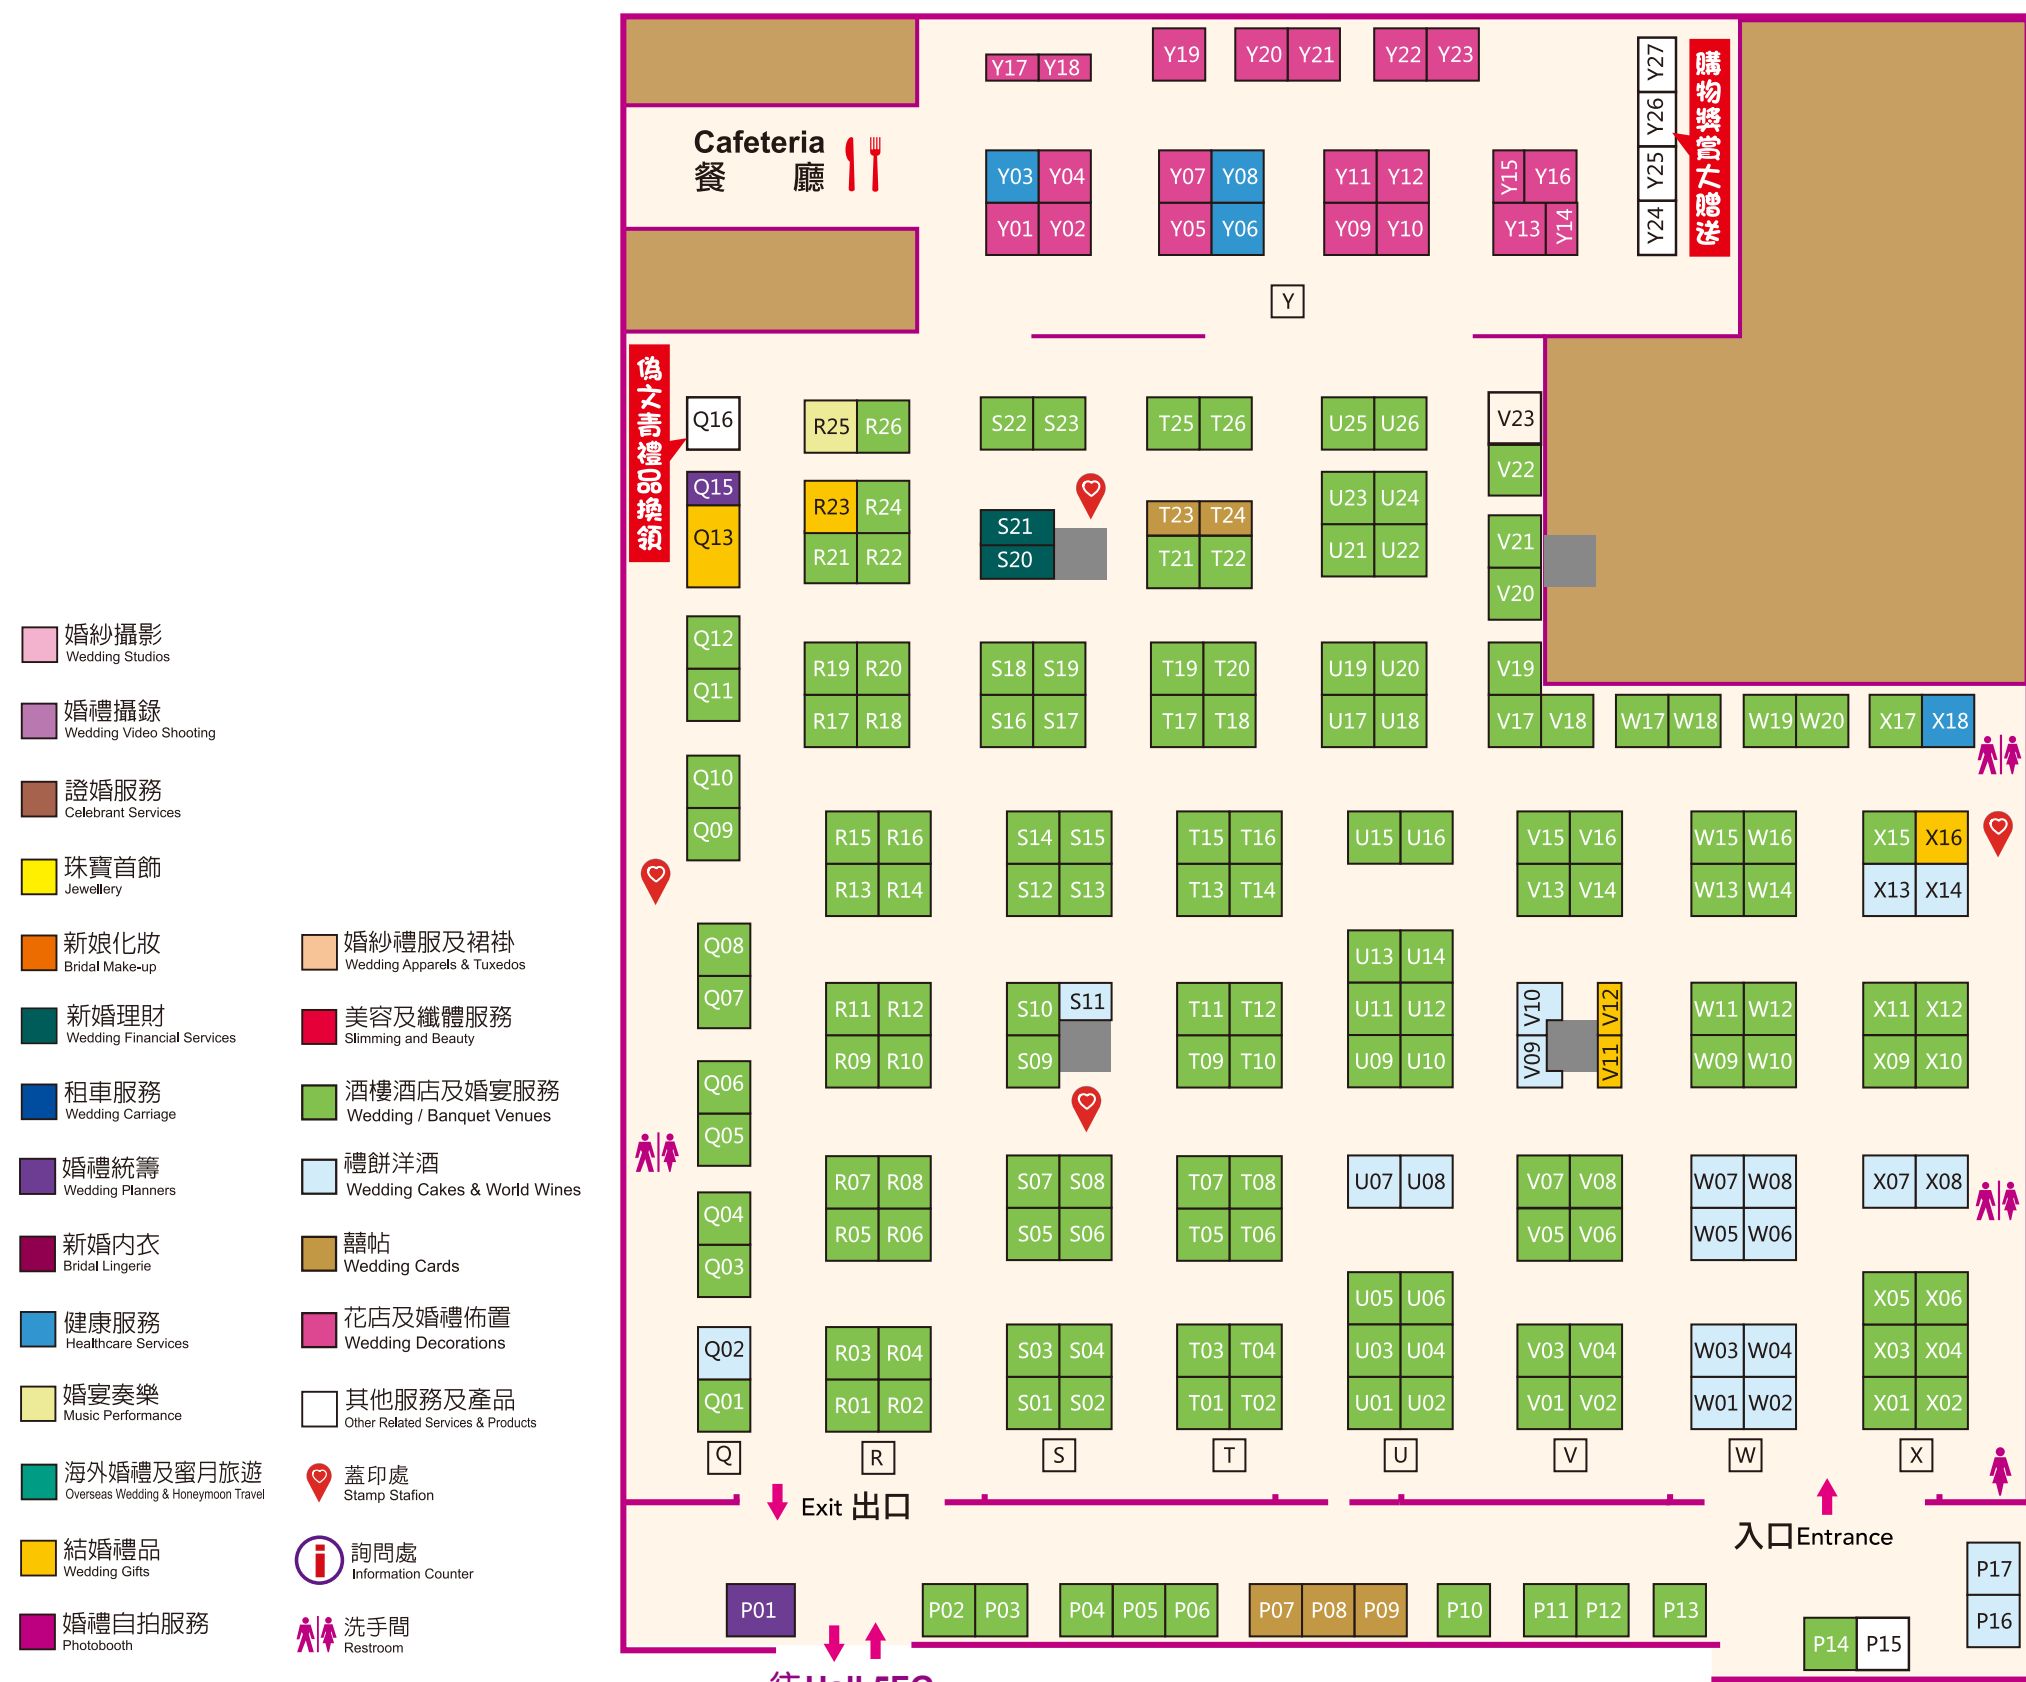 Y17 Y18
Y19
Y20 Y21
Y22 Y23
Y27
Y26
Y25
Y24
購物獎賞大贈送
Cafeteria
餐 廳
Y03 Y04
Y01 Y02
Y07 Y08
Y05 Y06
Y11 Y12
Y09 Y10
Y15 Y16
Y13 Y14
Y
偽文青禮品換領
Q16
R25 R26
S22 S23
T25 T26
U25 U26
V23
V22
Q15
Q13
R23 R24
R21 R22
S21
S20
T23 T24
T21 T22
U23 U24
U21 U22
V21
V20
Q12
Q11
R19 R20
R17 R18
S18 S19
S16 S17
T19 T20
T17 T18
U19 U20
U17 U18
V19
V17 V18
W17 W18
W19 W20
X17 X18
Q10
Q09
R15 R16
R13 R14
S14 S15
S12 S13
T15 T16
T13 T14
U15 U16
V15 V16
V13 V14
W15 W16
W13 W14
X15 X16
X13 X14
Q08
Q07
R11 R12
R09 R10
S10 S11
S09
T11 T12
T09 T10
U13 U14
U11 U12
U09 U10
V10 V12
V09 V11
W11 W12
W09 W10
X11 X12
X09 X10
Q06
Q05
Q04
Q03
R07 R08
R05 R06
S07 S08
S05 S06
T07 T08
T05 T06
U07 U08
V07 V08
V05 V06
W07 W08
W05 W06
X07 X08
Q02
Q01
R03 R04
R01 R02
S03 S04
S01 S02
T03 T04
T01 T02
U05 U06
U03 U04
U01 U02
V03 V04
V01 V02
W03 W04
W01 W02
X05 X06
X03 X04
X01 X02
Q R S T U V W X
Exit 出口
入口 Entrance
P01
P02 P03
P04 P05 P06
P07 P08 P09
P10
P11 P12
P13
P14 P15
P17
P16
婚紗攝影
Wedding Studios
婚禮攝錄
Wedding Video Shooting
證婚服務
Celebrant Services
珠寶首飾
Jewellery
新娘化妝
Bridal Make-up
新婚理財
Wedding Financial Services
租車服務
Wedding Carriage
婚禮統籌
Wedding Planners
新婚內衣
Bridal Lingerie
健康服務
Healthcare Services
婚宴奏樂
Music Performance
海外婚禮及蜜月旅遊
Overseas Wedding & Honeymoon Travel
結婚禮品
Wedding Gifts
婚禮自拍服務
Photobooth
婚紗禮服及裙褂
Wedding Apparels & Tuxedos
美容及纖體服務
Slimming and Beauty
酒樓酒店及婚宴服務
Wedding / Banquet Venues
禮餅洋酒
Wedding Cakes & World Wines
囍帖
Wedding Cards
花店及婚禮佈置
Wedding Decorations
其他服務及產品
Other Related Services & Products
蓋印處
Stamp Stafion
詢問處
Information Counter
洗手間
Restroom